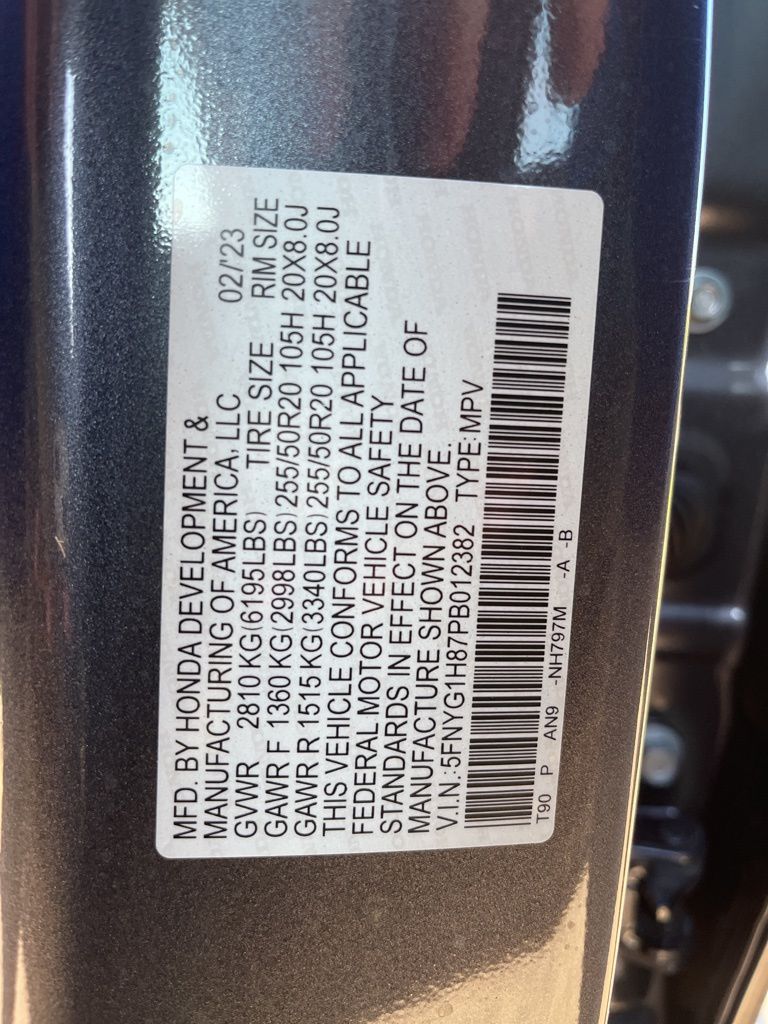 MFD. BY HONDA DEVELOPMENT &
MANUFACTURING OF AMERICA, LLC 02/'23
GVWR 2810 KG(6195LBS) TIRE SIZE RIM SIZE
GAWR F 1360 KG(2998LBS) 255/50R20 105H 20X8.0J
GAWR R 1515 KG(3340LBS) 255/50R20 105H 20X8.0J
THIS VEHICLE CONFORMS TO ALL APPLICABLE
FEDERAL MOTOR VEHICLE SAFETY
STANDARDS IN EFFECT ON THE DATE OF
MANUFACTURE SHOWN ABOVE.
V.I.N.:5FNYG1H87PB012382 TYPE:MPV
T90 P AN9 -NH797M -A -B